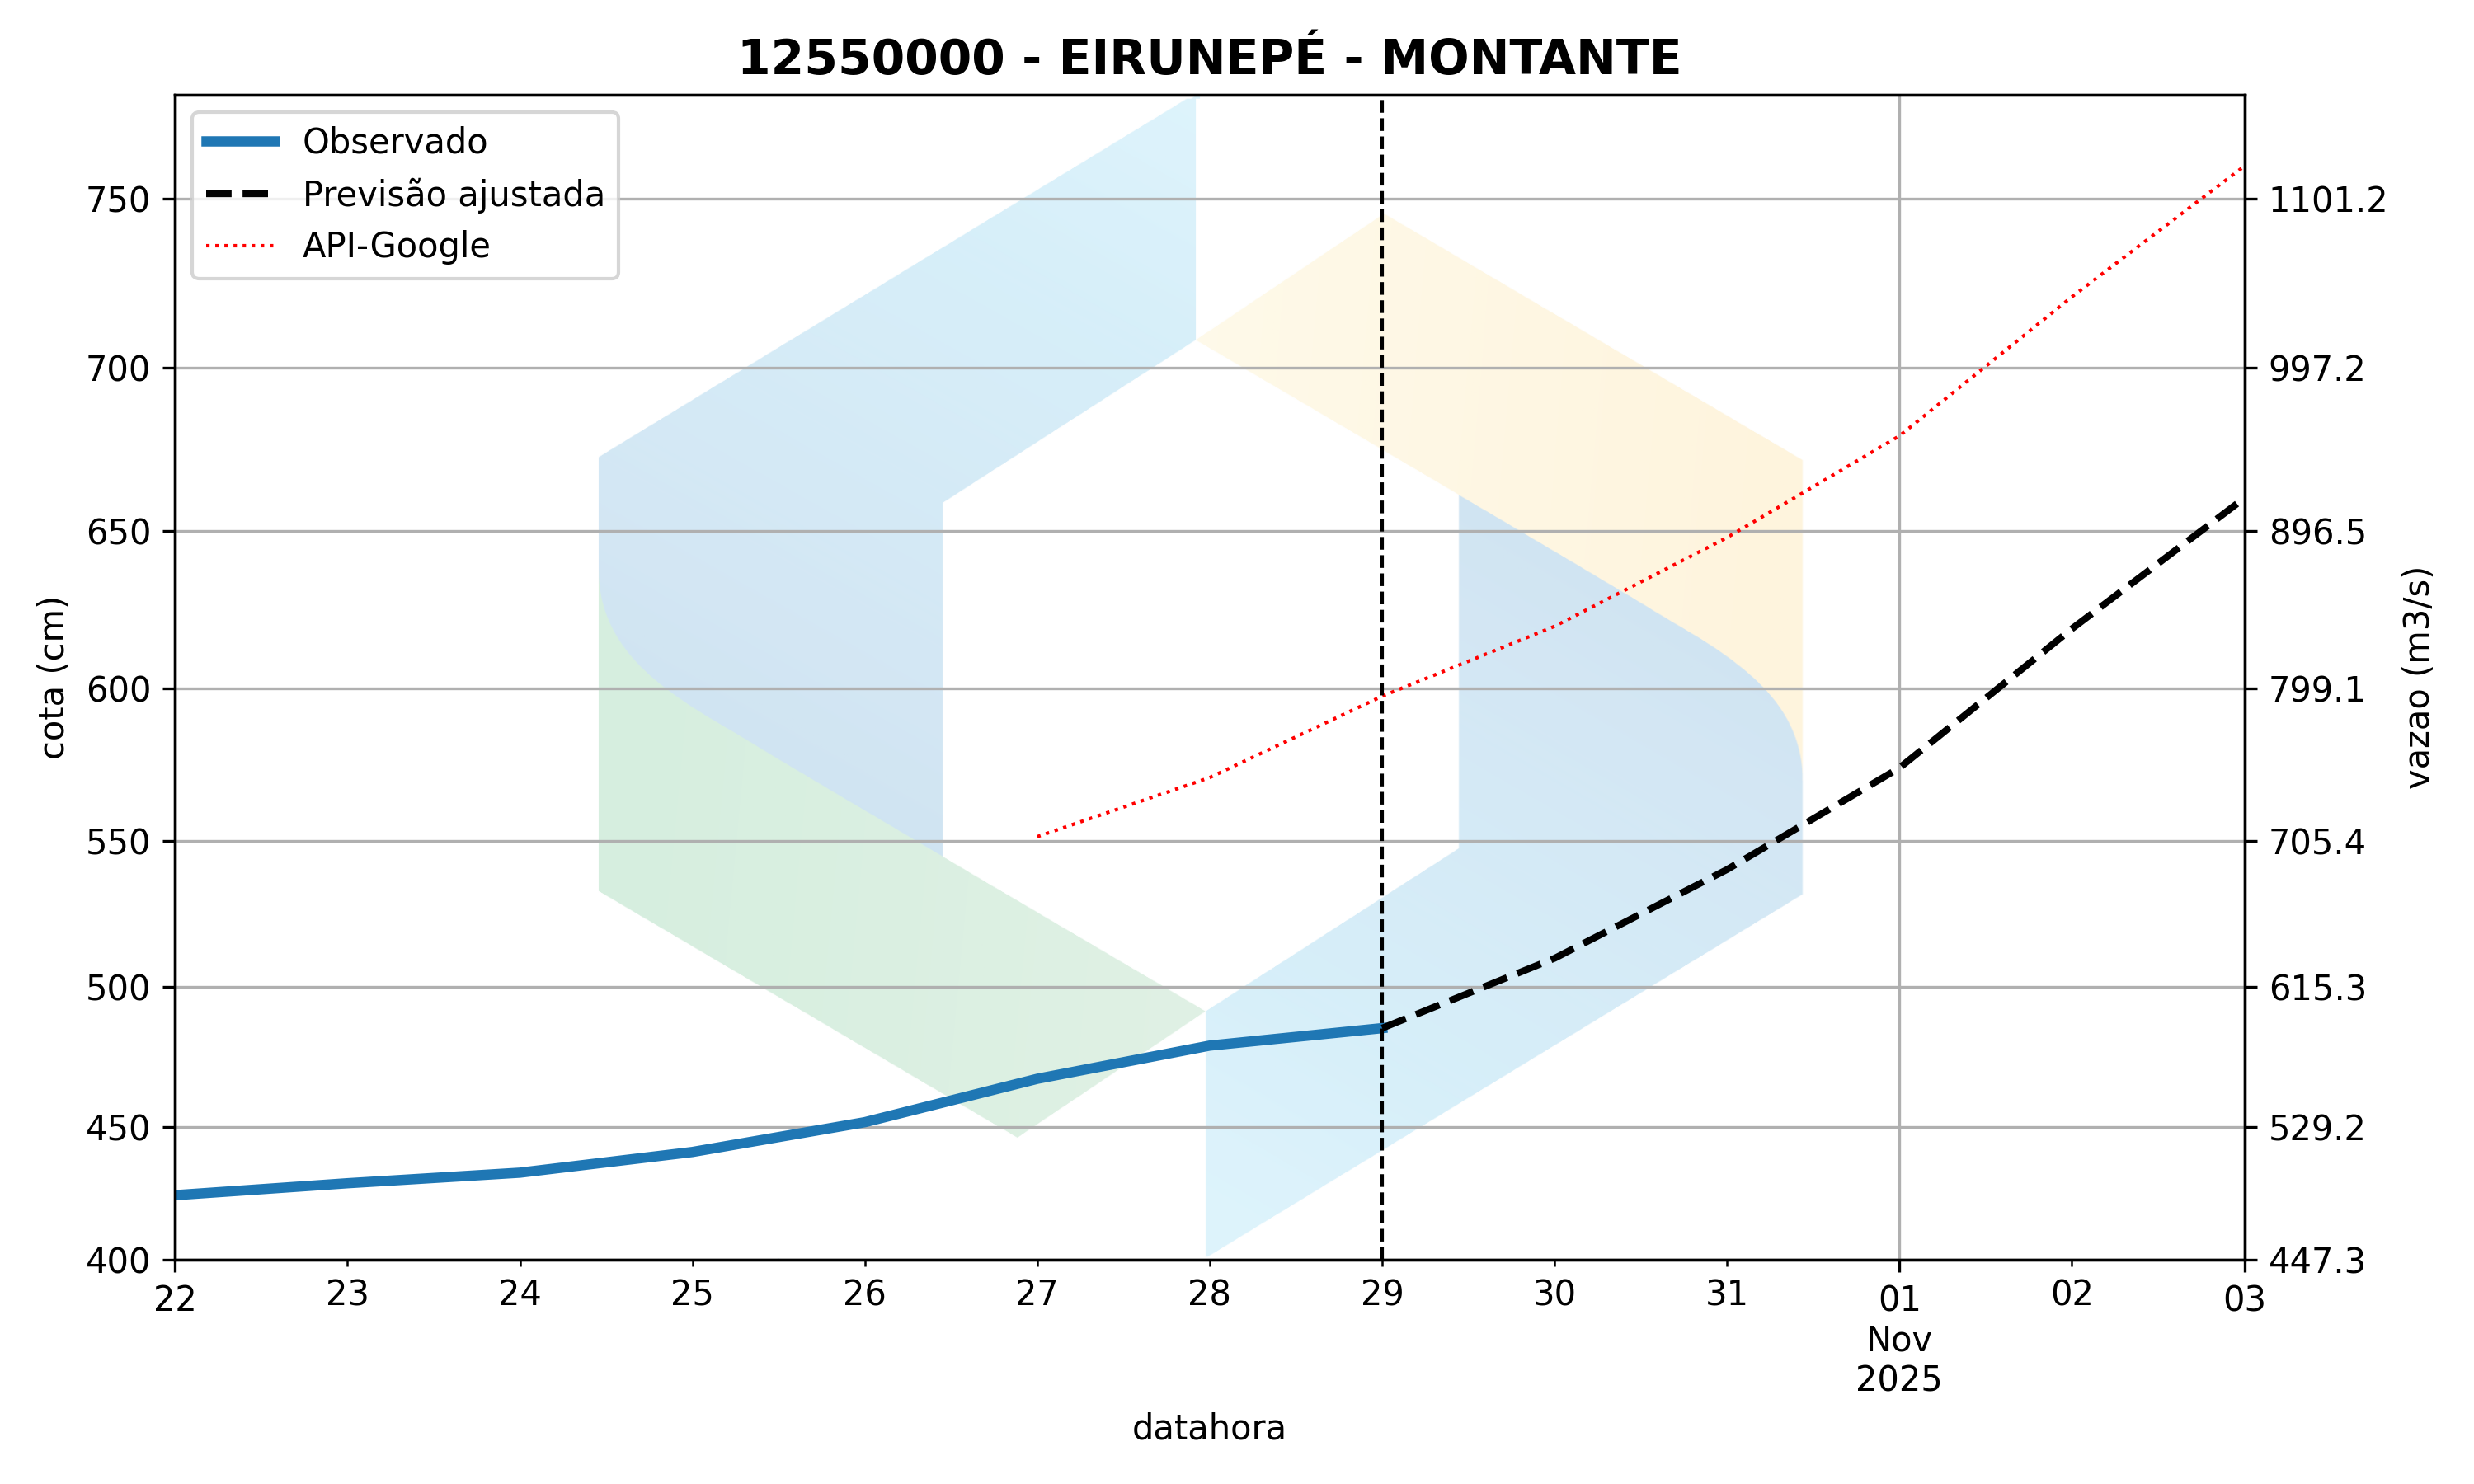 12550000 - EIRUNEPÉ - MONTANTE
Observado
Previsão ajustada
API-Google
750
700
650
600
550
500
450
400
cota (cm)
1101.2
997.2
896.5
799.1
705.4
615.3
529.2
447.3
vazao (m3/s)
22 23 24 25 26 27 28 29 30 31 01 02 03
Nov
2025
datahora